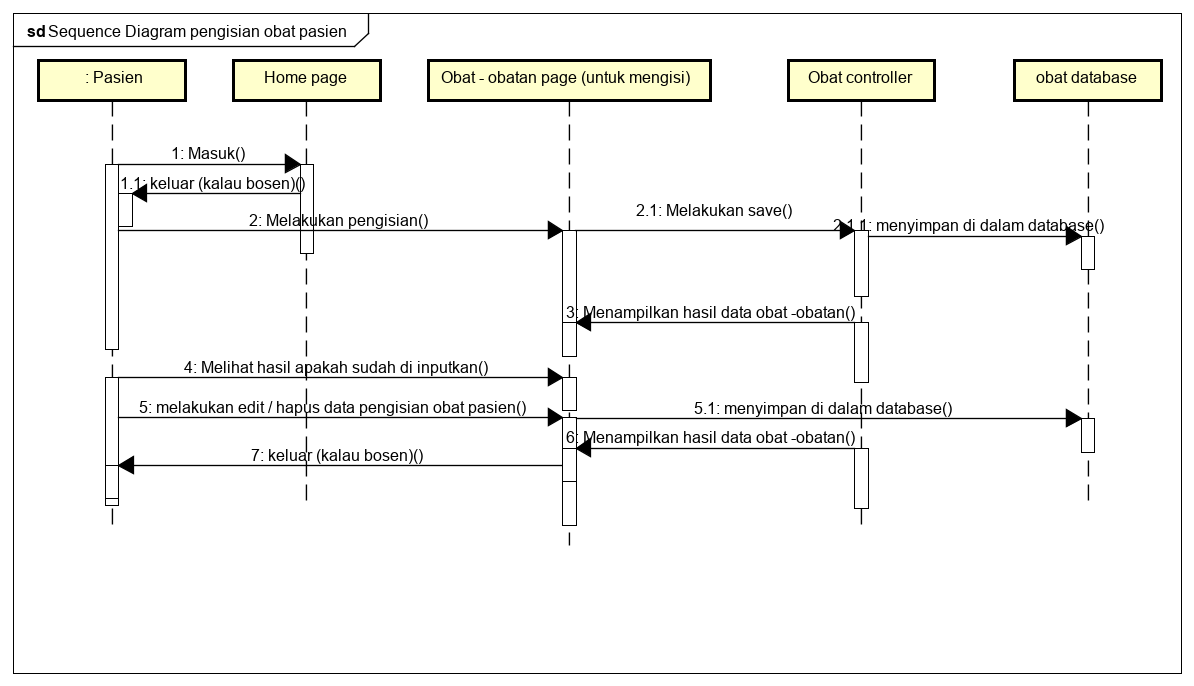 sd Sequence Diagram pengisian obat pasien
: Pasien
Home page
Obat - obatan page (untuk mengisi)
Obat controller
obat database
1: Masuk()
1.1: keluar (kalau bosen)()
2: Melakukan pengisian()
2.1: Melakukan save()
2.1.1: menyimpan di dalam database()
3: Menampilkan hasil data obat -obatan()
4: Melihat hasil apakah sudah di inputkan()
5: melakukan edit / hapus data pengisian obat pasien()
5.1: menyimpan di dalam database()
6: Menampilkan hasil data obat -obatan()
7: keluar (kalau bosen)()